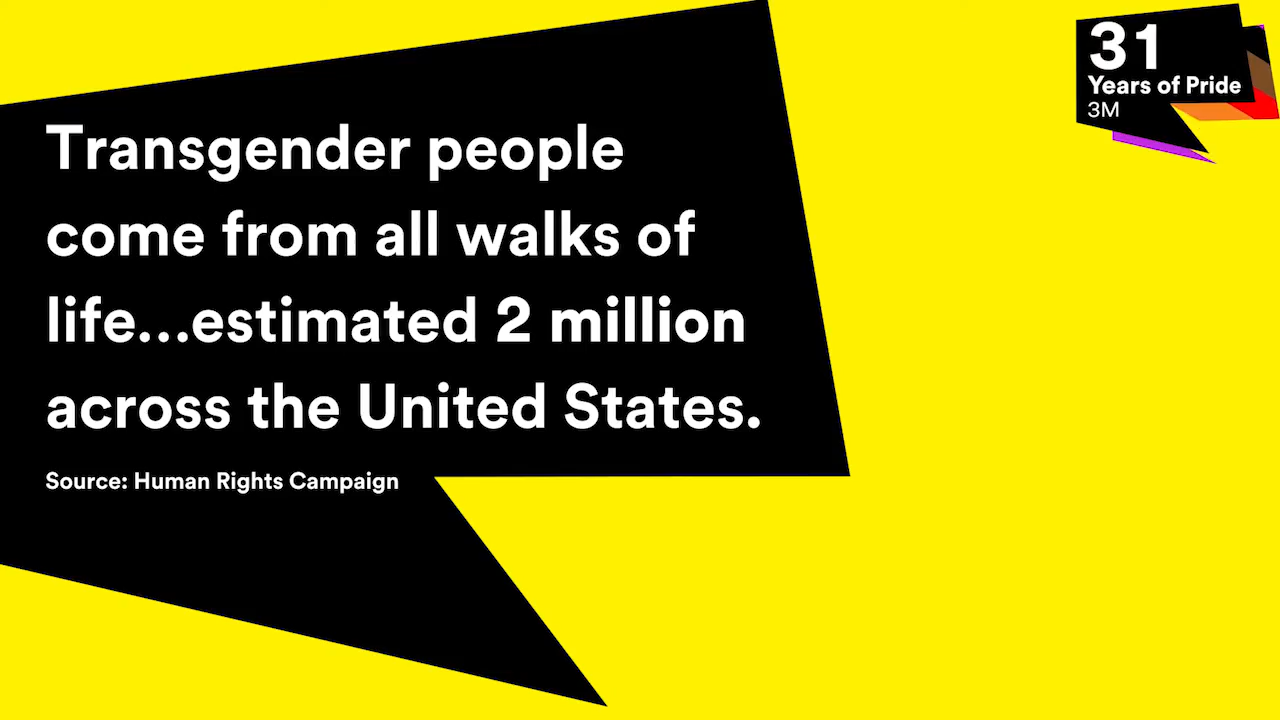 31
Years of Pride
3M
Transgender people
come from all walks of
life...estimated 2 million
across the United States.
Source: Human Rights Campaign